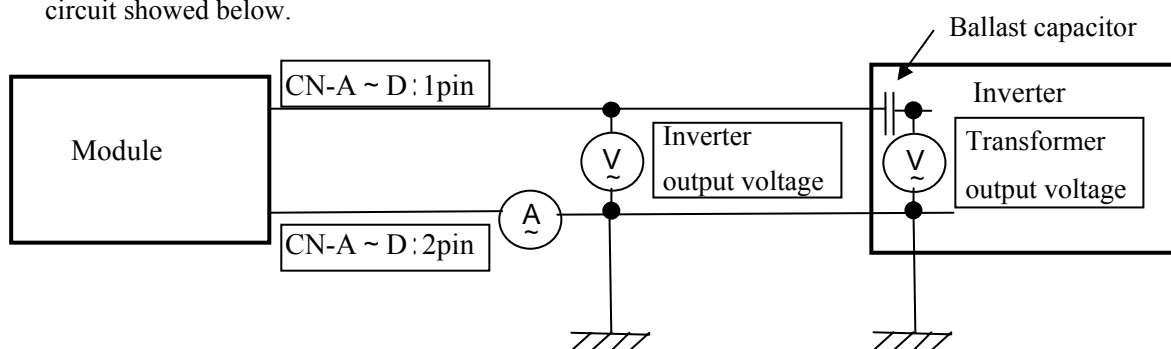 circuit showed below.
Ballast capacitor
CN-A ~ D : 1pin
Inverter
Module
V
~
Inverter
output voltage
V
~
Transformer
output voltage
A
~
CN-A ~ D : 2pin